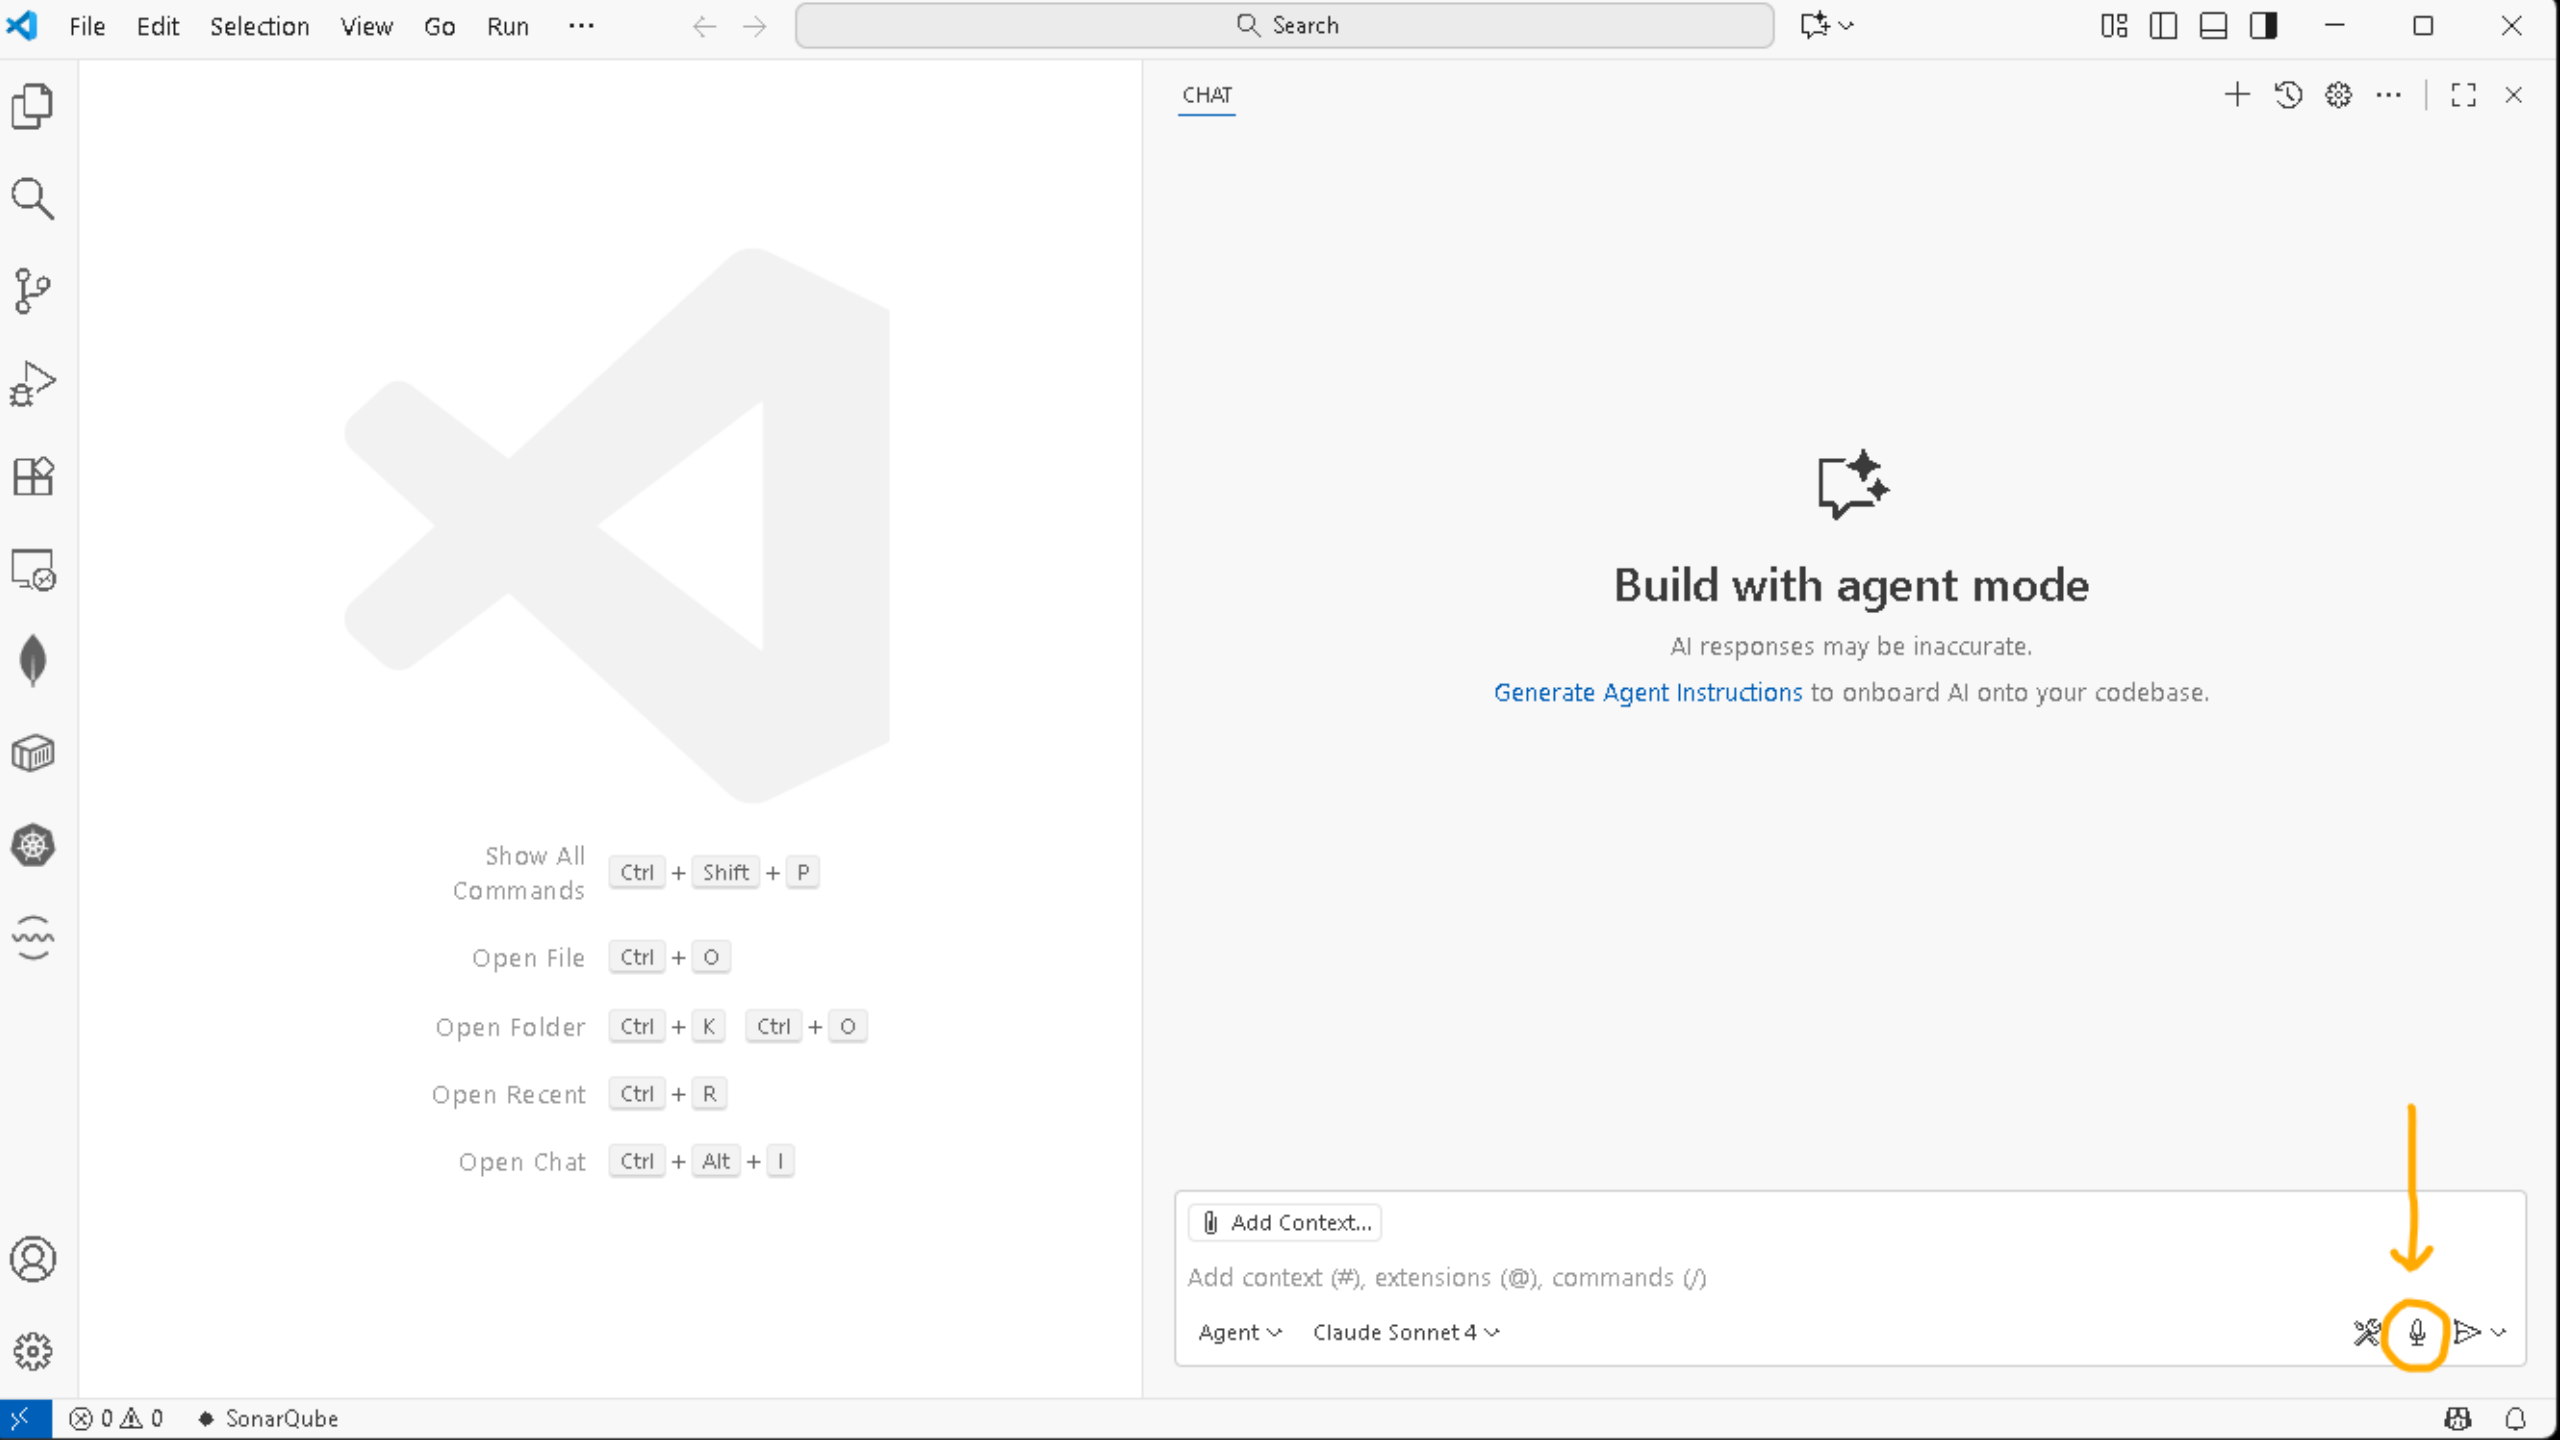 File Edit Selection View Go Run ··· Search
CHAT
Build with agent mode
AI responses may be inaccurate.
Generate Agent Instructions to onboard AI onto your codebase.
Show All Commands Ctrl + Shift + P
Open File Ctrl + O
Open Folder Ctrl + K Ctrl + O
Open Recent Ctrl + R
Open Chat Ctrl + Alt + I
Add Context...
Add context (#), extensions (@), commands (/)
Agent Claude Sonnet 4
0 0 SonarQube